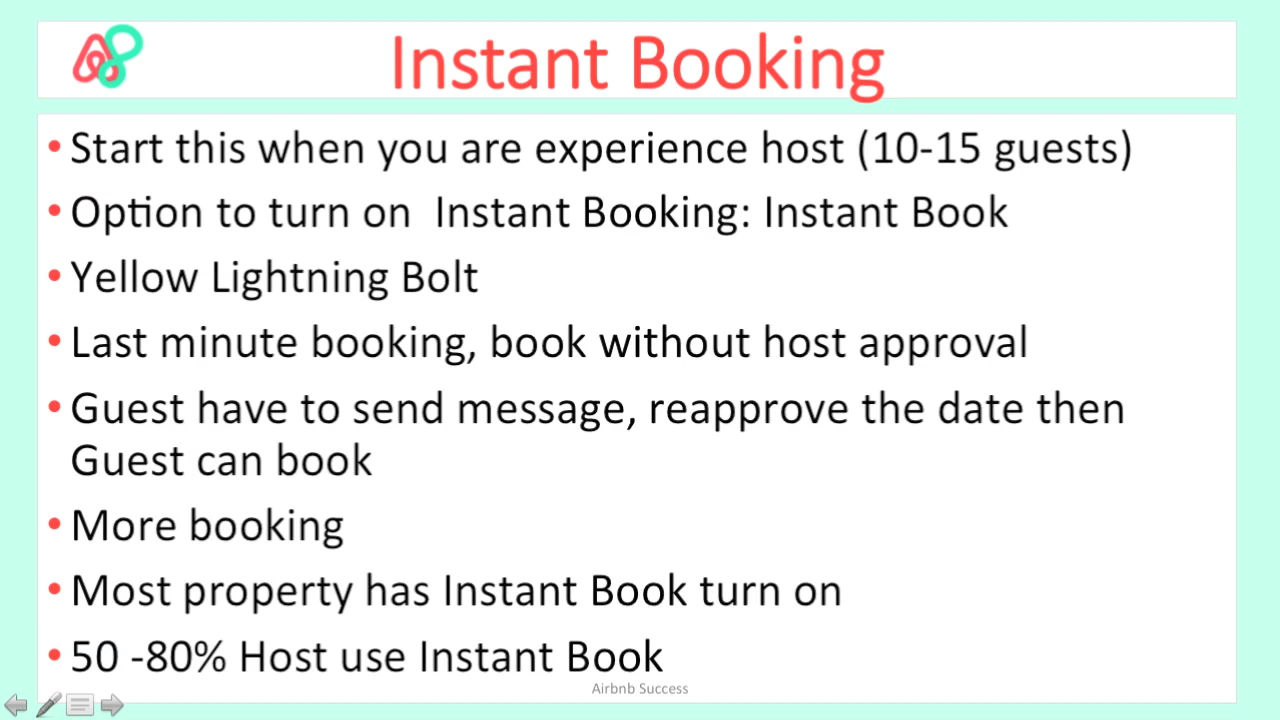 Instant Booking
• Start this when you are experience host (10-15 guests)
• Option to turn on  Instant Booking: Instant Book
• Yellow Lightning Bolt
• Last minute booking, book without host approval
• Guest have to send message, reapprove the date then
Guest can book
• More booking
• Most property has Instant Book turn on
• 50 -80% Host use Instant Book
Airbnb Success